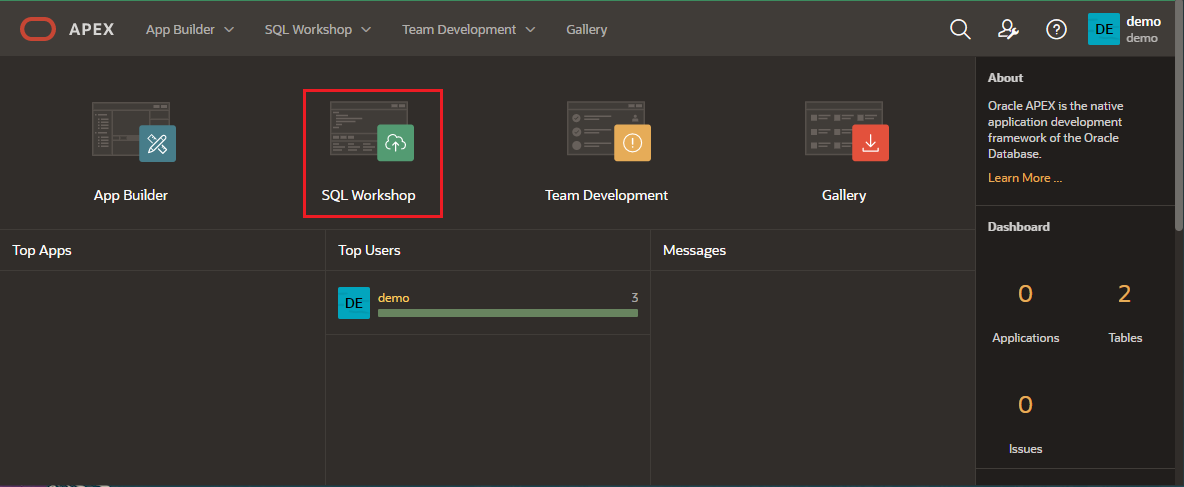 APEX
App Builder
SQL Workshop
Team Development
Gallery
DE
demo
demo
App Builder
SQL Workshop
Team Development
Gallery
Top Apps
Top Users
Messages
DE
demo
3
About
Oracle APEX is the native
application development
framework of the Oracle
Database.
Learn More ...
Dashboard
0
2
Applications
Tables
0
Issues